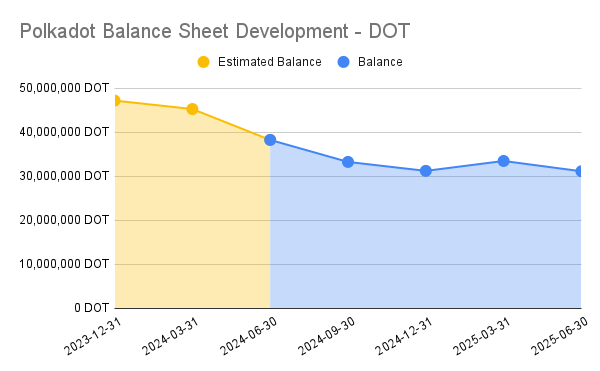 Polkadot Balance Sheet Development - DOT
Estimated Balance Balance
50,000,000 DOT
40,000,000 DOT
30,000,000 DOT
20,000,000 DOT
10,000,000 DOT
0 DOT
2023-12-31 2024-03-31 2024-06-30 2024-09-30 2024-12-31 2025-03-31 2025-06-30